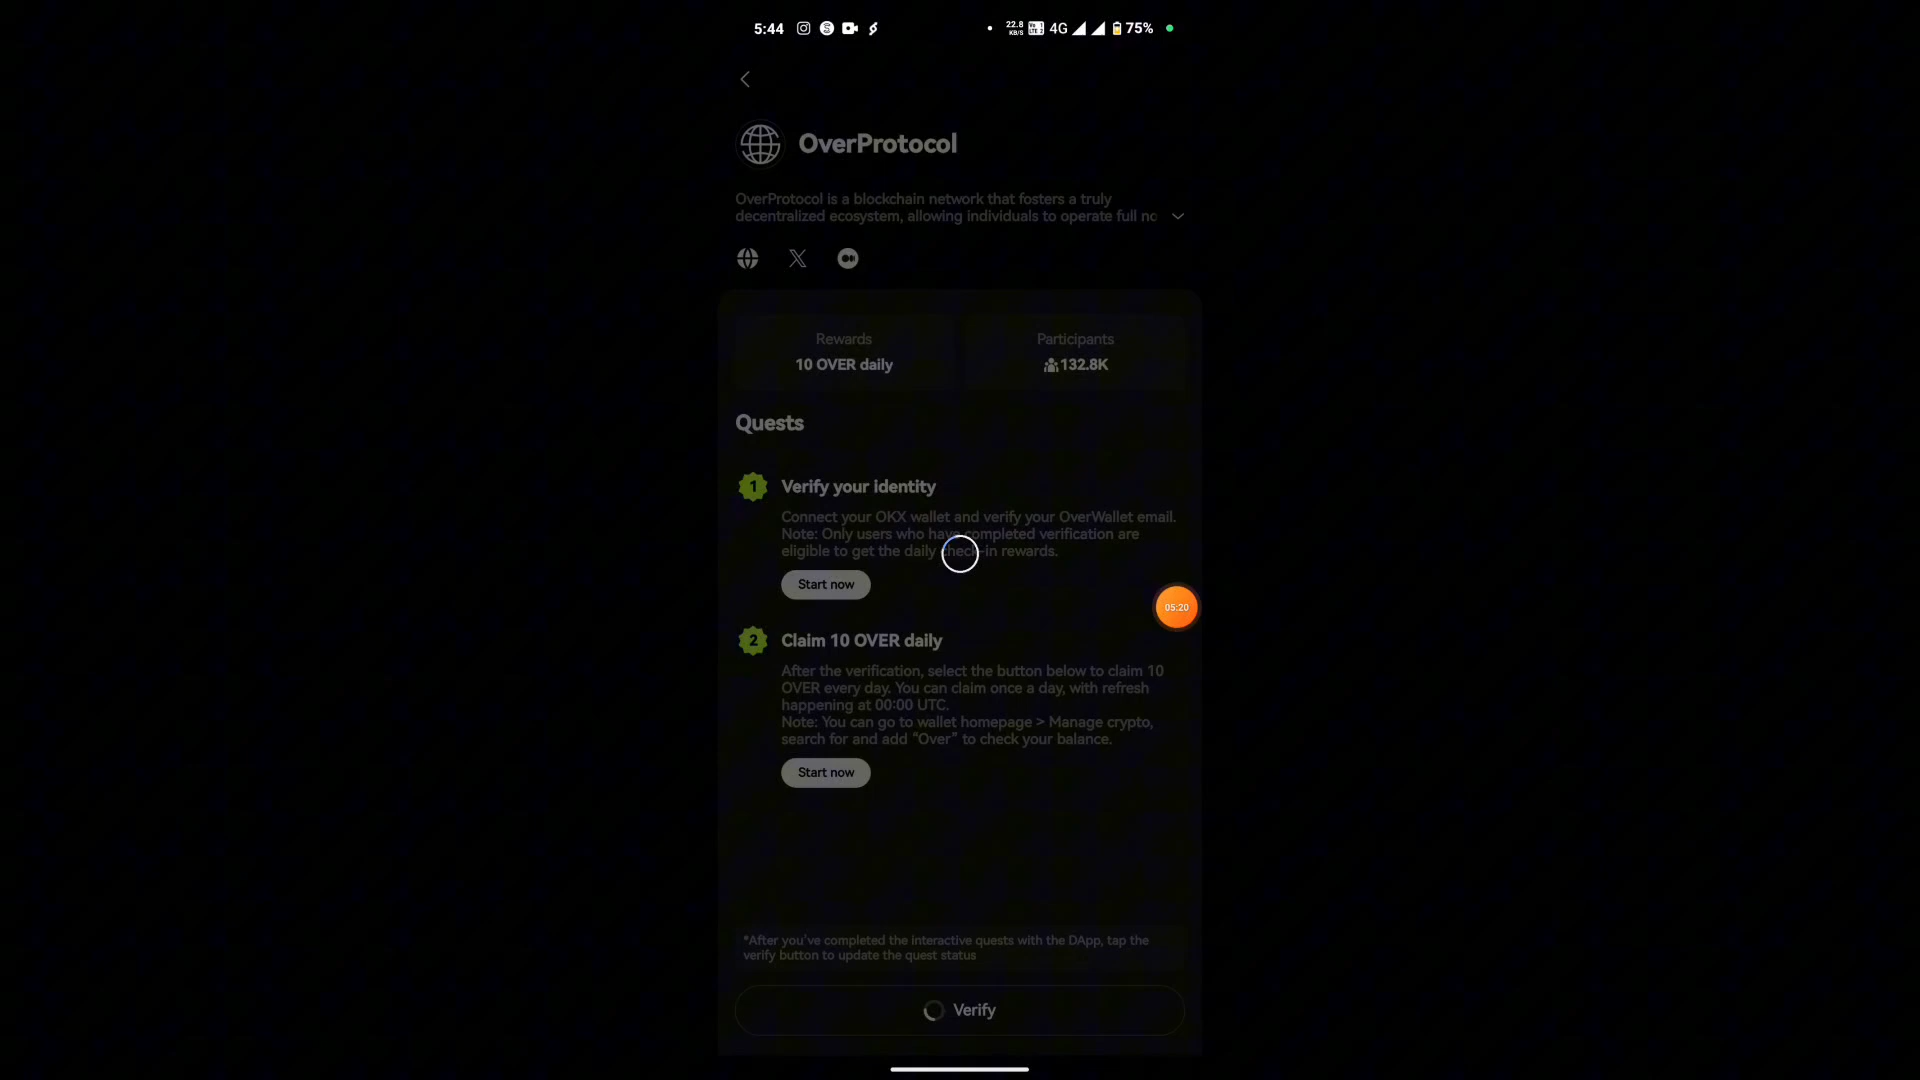 5:44
22.8 KB/S 4G 75%
OverProtocol
OverProtocol is a blockchain network that fosters a truly
decentralized ecosystem, allowing individuals to operate full no
Rewards
10 OVER daily
Participants
132.8K
Quests
1 Verify your identity
Connect your OKX wallet and verify your OverWallet email.
Note: Only users who have completed verification are
eligible to get the daily check-in rewards.
Start now
05:20
2 Claim 10 OVER daily
After the verification, select the button below to claim 10
OVER every day. You can claim once a day, with refresh
happening at 00:00 UTC.
Note: You can go to wallet homepage > Manage crypto,
search for and add “Over” to check your balance.
Start now
*After you've completed the interactive quests with the DApp, tap the
verify button to update the quest status
Verify